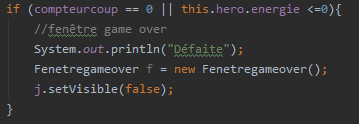 if (compteurcoup == 0 || this.hero.energie <=0){
//fenêtre game over
System.out.println("Défaite");
Fenetregameover f = new Fenetregameover();
j.setVisible(false);
}